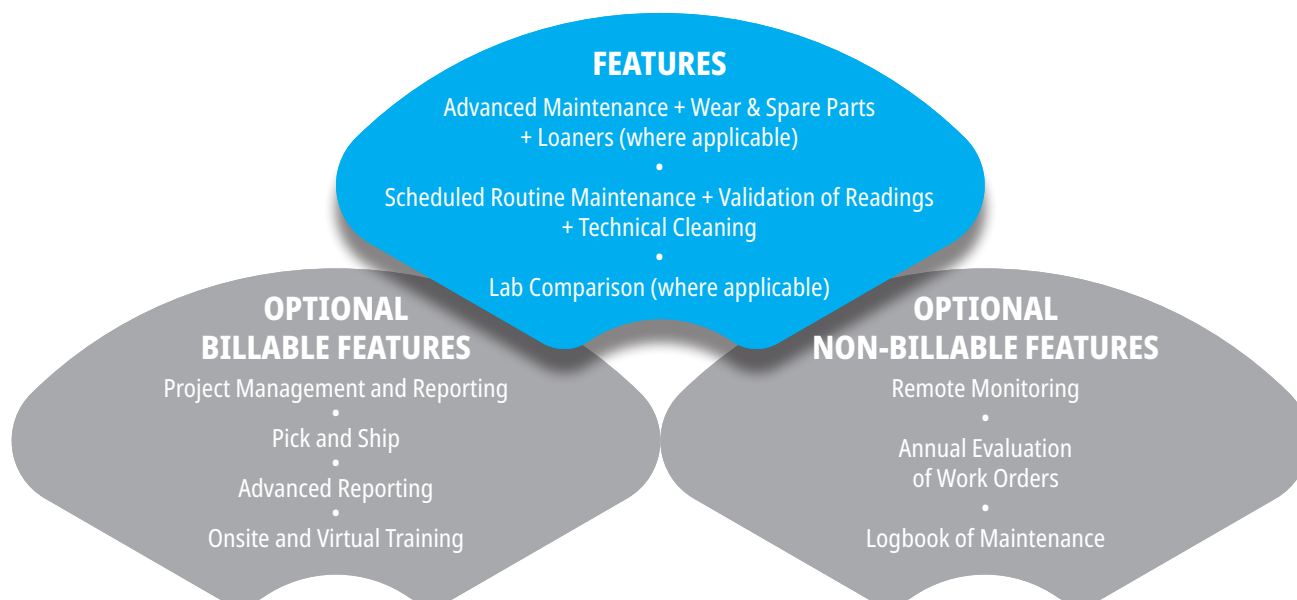 FEATURES
Advanced Maintenance + Wear & Spare Parts
+ Loaners (where applicable)
•
Scheduled Routine Maintenance + Validation of Readings
+ Technical Cleaning
•
Lab Comparison (where applicable)
OPTIONAL
BILLABLE FEATURES
Project Management and Reporting
•
Pick and Ship
•
Advanced Reporting
•
Onsite and Virtual Training
OPTIONAL
NON-BILLABLE FEATURES
Remote Monitoring
•
Annual Evaluation
of Work Orders
•
Logbook of Maintenance